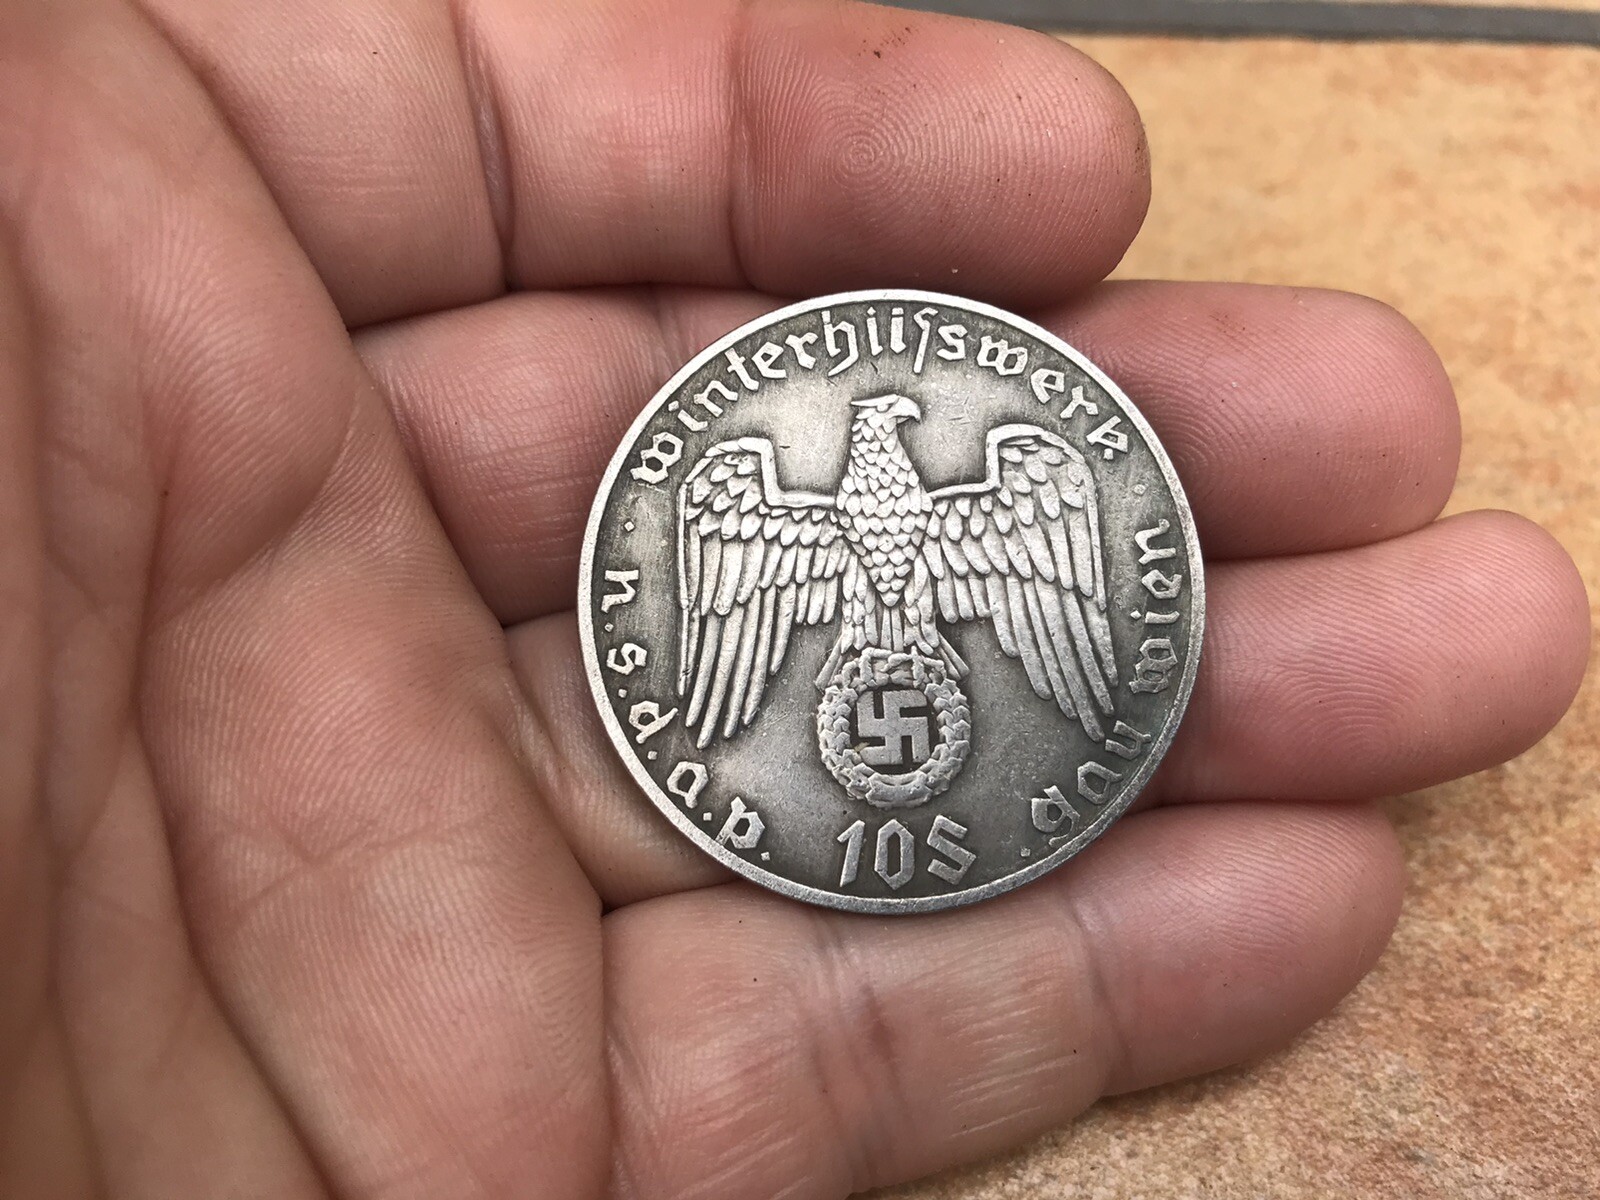 n.s.d.a.p. · winterhilfswerk · gau wien ·
10S